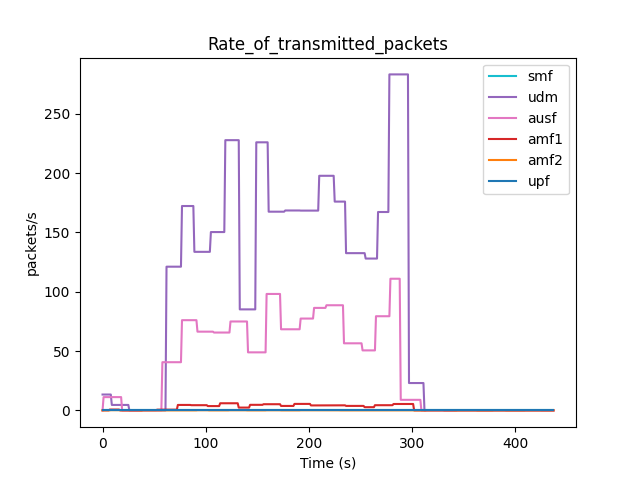 Rate_of_transmitted_packets
packets/s
250
200
150
100
50
0
0 100 200 300 400
Time (s)
smf
udm
ausf
amf1
amf2
upf